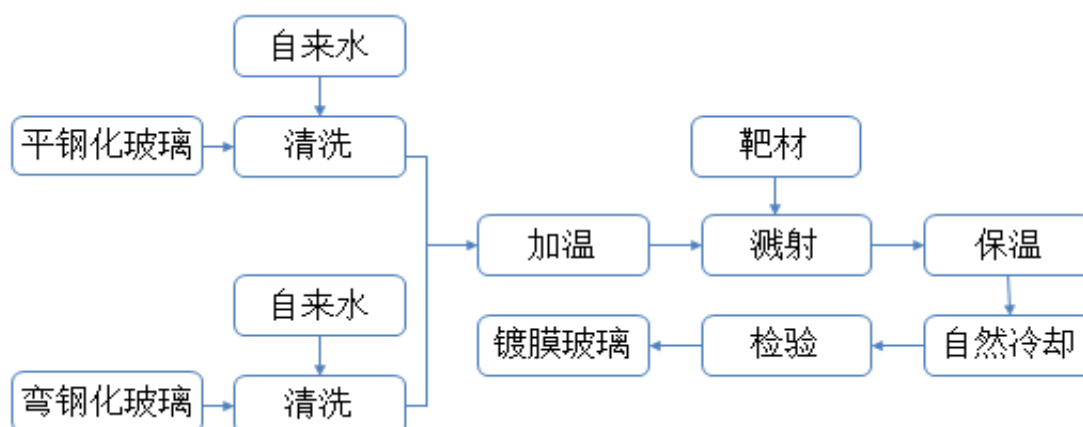 自来水
平钢化玻璃
清洗
靶材
加温
溅射
保温
自来水
镀膜玻璃
检验
自然冷却
弯钢化玻璃
清洗